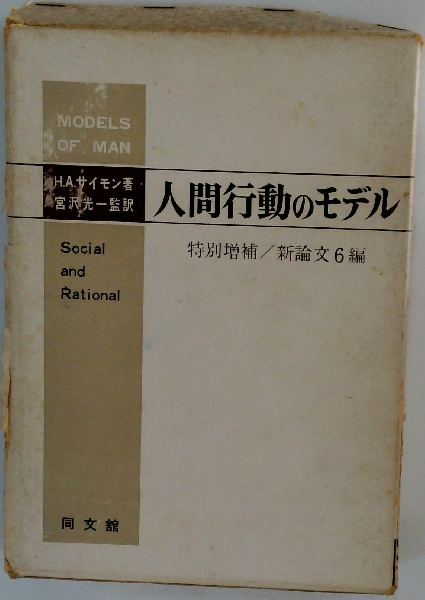 MODELS
OF MAN
H.A.サイモン著
宮沢光一監訳
人間行動のモデル
Social
and
Rational
特別増補/新論文6編
同文舘